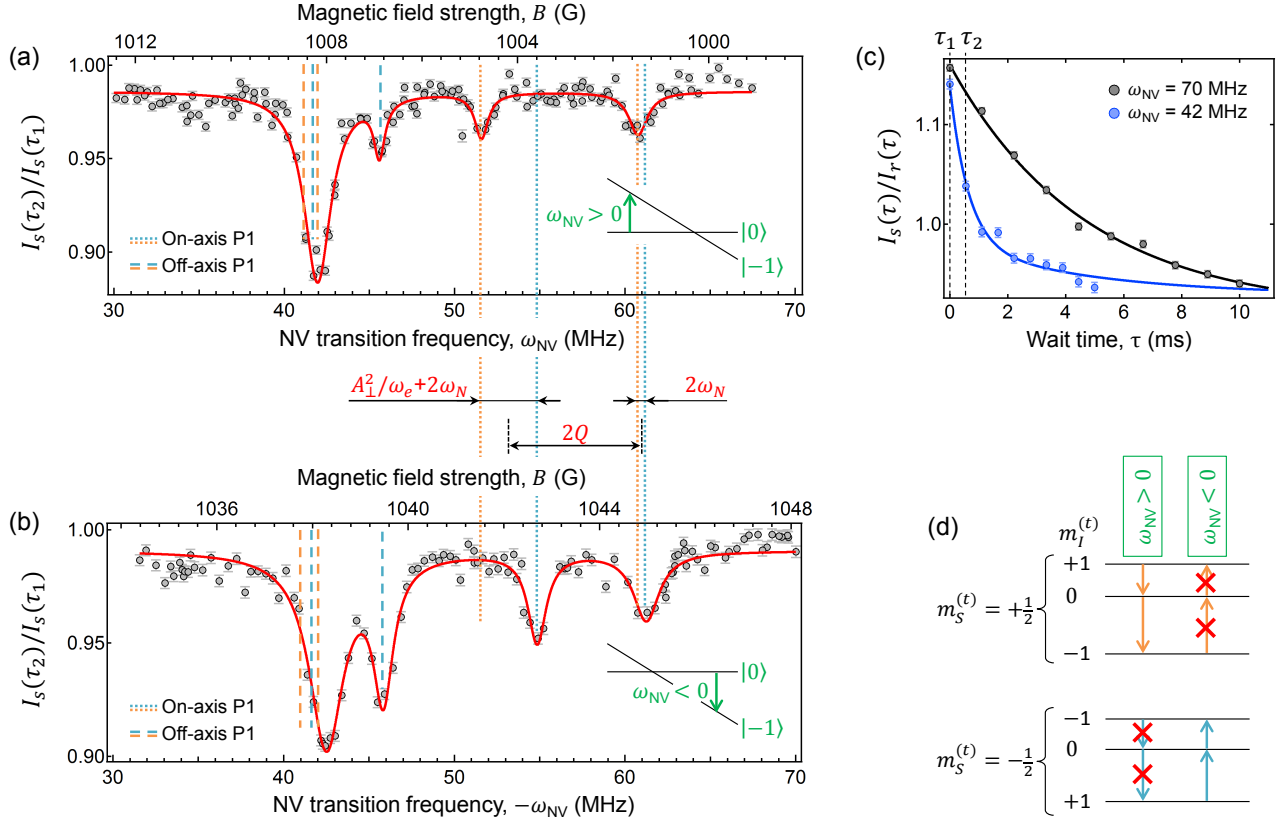 Magnetic field strength, B (G)
(a)
1012 1008 1004 1000
1.00
0.95
0.90
I_s(τ_2)/I_s(τ_1)
ω_NV > 0
|0⟩
|−1⟩
On-axis P1
Off-axis P1
30 40 50 60 70
NV transition frequency, ω_NV (MHz)
A_⊥^2/ω_e+2ω_N
2ω_N
2Q
Magnetic field strength, B (G)
(b)
1036 1040 1044 1048
1.00
0.95
0.90
I_s(τ_2)/I_s(τ_1)
|0⟩
ω_NV < 0
|−1⟩
On-axis P1
Off-axis P1
30 40 50 60 70
NV transition frequency, −ω_NV (MHz)
(c)
τ_1 τ_2
ω_NV = 70 MHz
ω_NV = 42 MHz
1.1
1.0
I_s(τ)/I_r(τ)
0 2 4 6 8 10
Wait time, τ (ms)
(d)
ω_NV > 0
ω_NV < 0
m_I^(t)
+1
0
−1
m_S^(t) = +1/2
−1
0
+1
m_S^(t) = −1/2